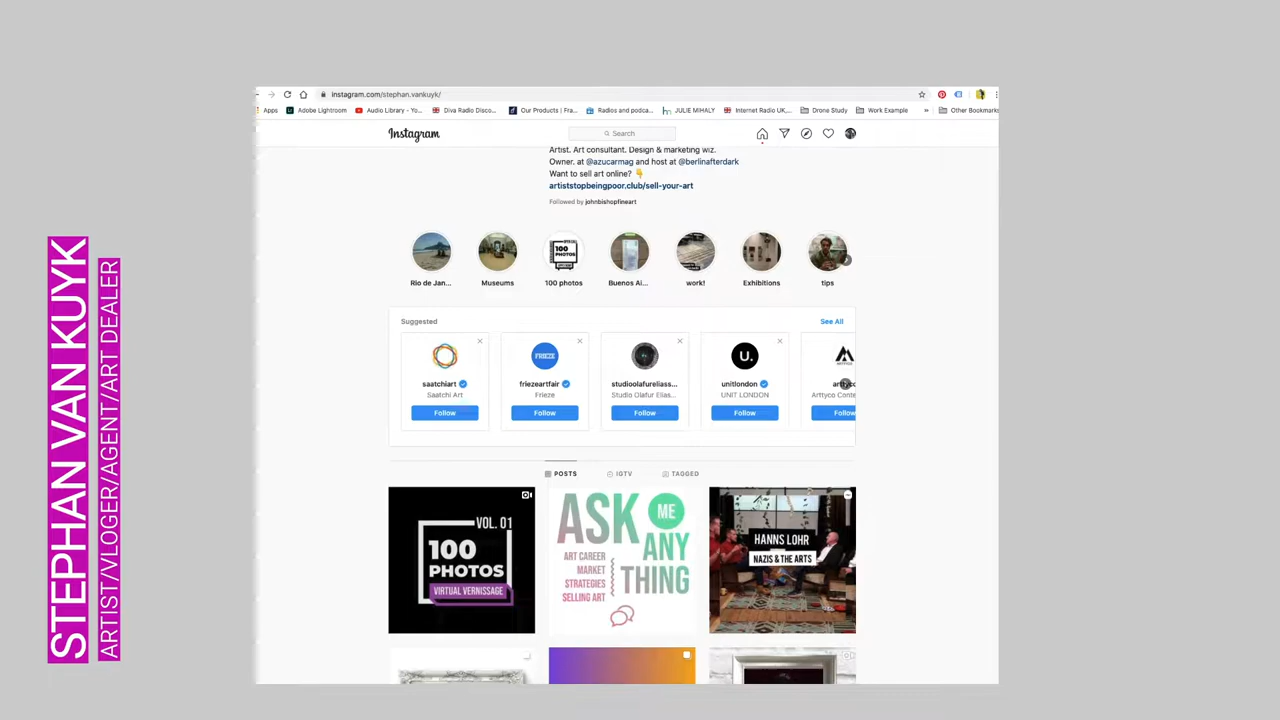 STEPHAN VAN KUYK
ARTIST/VLOGER/AGENT/ART DEALER
instagram.com/stephan.vankuyk/
Apps
Adobe Lightroom
Audio Library - Yo...
Diva Radio Disco...
Our Products | Fra...
Radios and podca...
JULIE MIHALY
Internet Radio UK,...
Drone Study
Work Example
»
Other Bookmarks
Instagram
Search
Artist. Art consultant. Design & marketing wiz.
Owner. at @azucarmag and host at @berlinafterdark
Want to sell art online? 👇
artiststopbeingpoor.club/sell-your-art
Followed by johnbishopfineart
100 PHOTOS
Rio de Jan...
Museums
100 photos
Buenos Ai...
work!
Exhibitions
tips
Suggested
See All
FRIEZE
U.
saatchiart
friezeartfair
studioolafureliass...
unitlondon
arttyco
Saatchi Art
Frieze
Studio Olafur Elias...
UNIT LONDON
Arttyco Conte
Follow
Follow
Follow
Follow
Follow
POSTS
IGTV
TAGGED
VOL. 01
100
PHOTOS
VIRTUAL VERNISSAGE
ASK ME
ANY
THING
ART CAREER
MARKET
STRATEGIES
SELLING ART
HANNS LOHR
NAZIS & THE ARTS